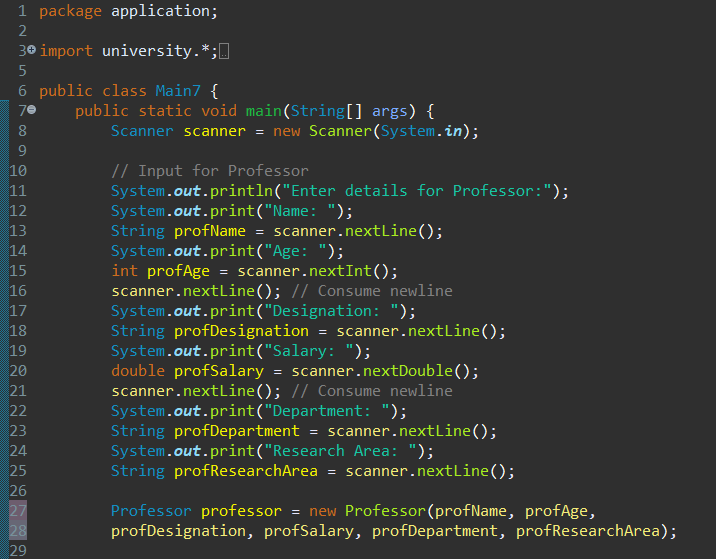 1 package application;
2
3 import university.*;
5
6 public class Main7 {
7 public static void main(String[] args) {
8 Scanner scanner = new Scanner(System.in);
9
10 // Input for Professor
11 System.out.println("Enter details for Professor:");
12 System.out.print("Name: ");
13 String profName = scanner.nextLine();
14 System.out.print("Age: ");
15 int profAge = scanner.nextInt();
16 scanner.nextLine(); // Consume newline
17 System.out.print("Designation: ");
18 String profDesignation = scanner.nextLine();
19 System.out.print("Salary: ");
20 double profSalary = scanner.nextDouble();
21 scanner.nextLine(); // Consume newline
22 System.out.print("Department: ");
23 String profDepartment = scanner.nextLine();
24 System.out.print("Research Area: ");
25 String profResearchArea = scanner.nextLine();
26
27 Professor professor = new Professor(profName, profAge,
28 profDesignation, profSalary, profDepartment, profResearchArea);
29